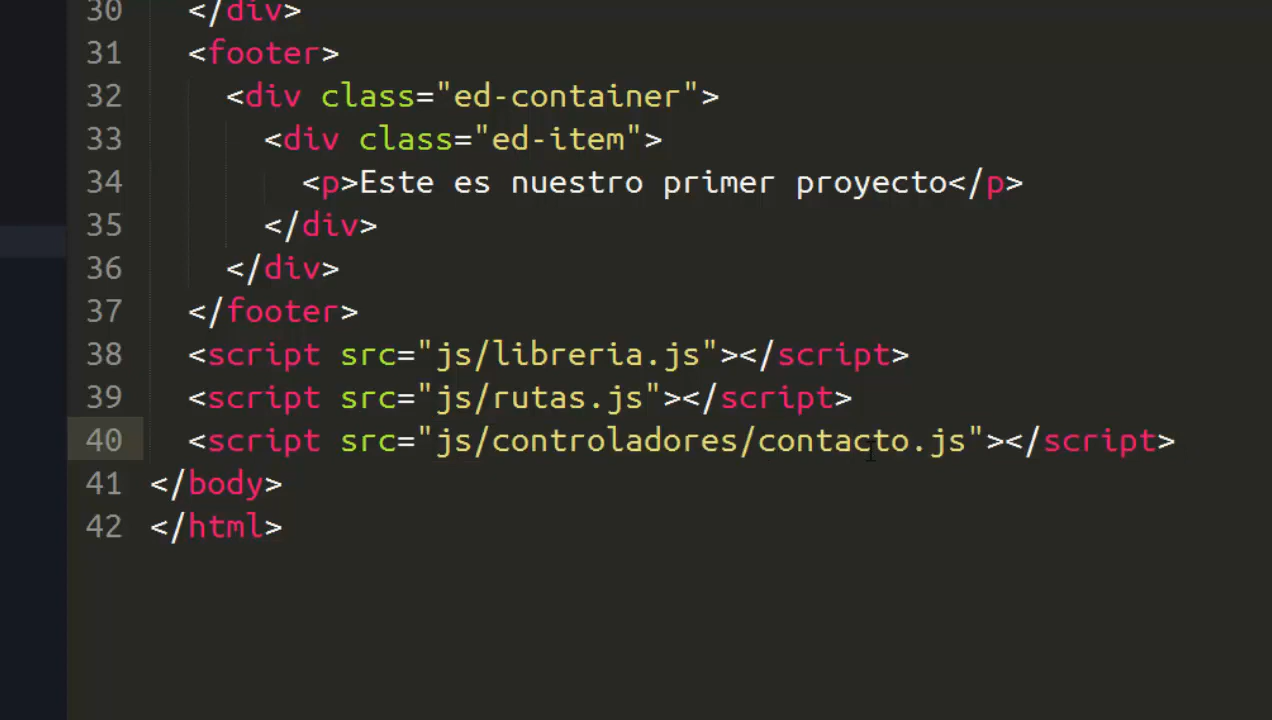 30 </div>
31 <footer>
32 <div class="ed-container">
33 <div class="ed-item">
34 <p>Este es nuestro primer proyecto</p>
35 </div>
36 </div>
37 </footer>
38 <script src="js/libreria.js"></script>
39 <script src="js/rutas.js"></script>
40 <script src="js/controladores/contacto.js"></script>
41 </body>
42 </html>